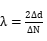 λ = 2Δd / ΔN